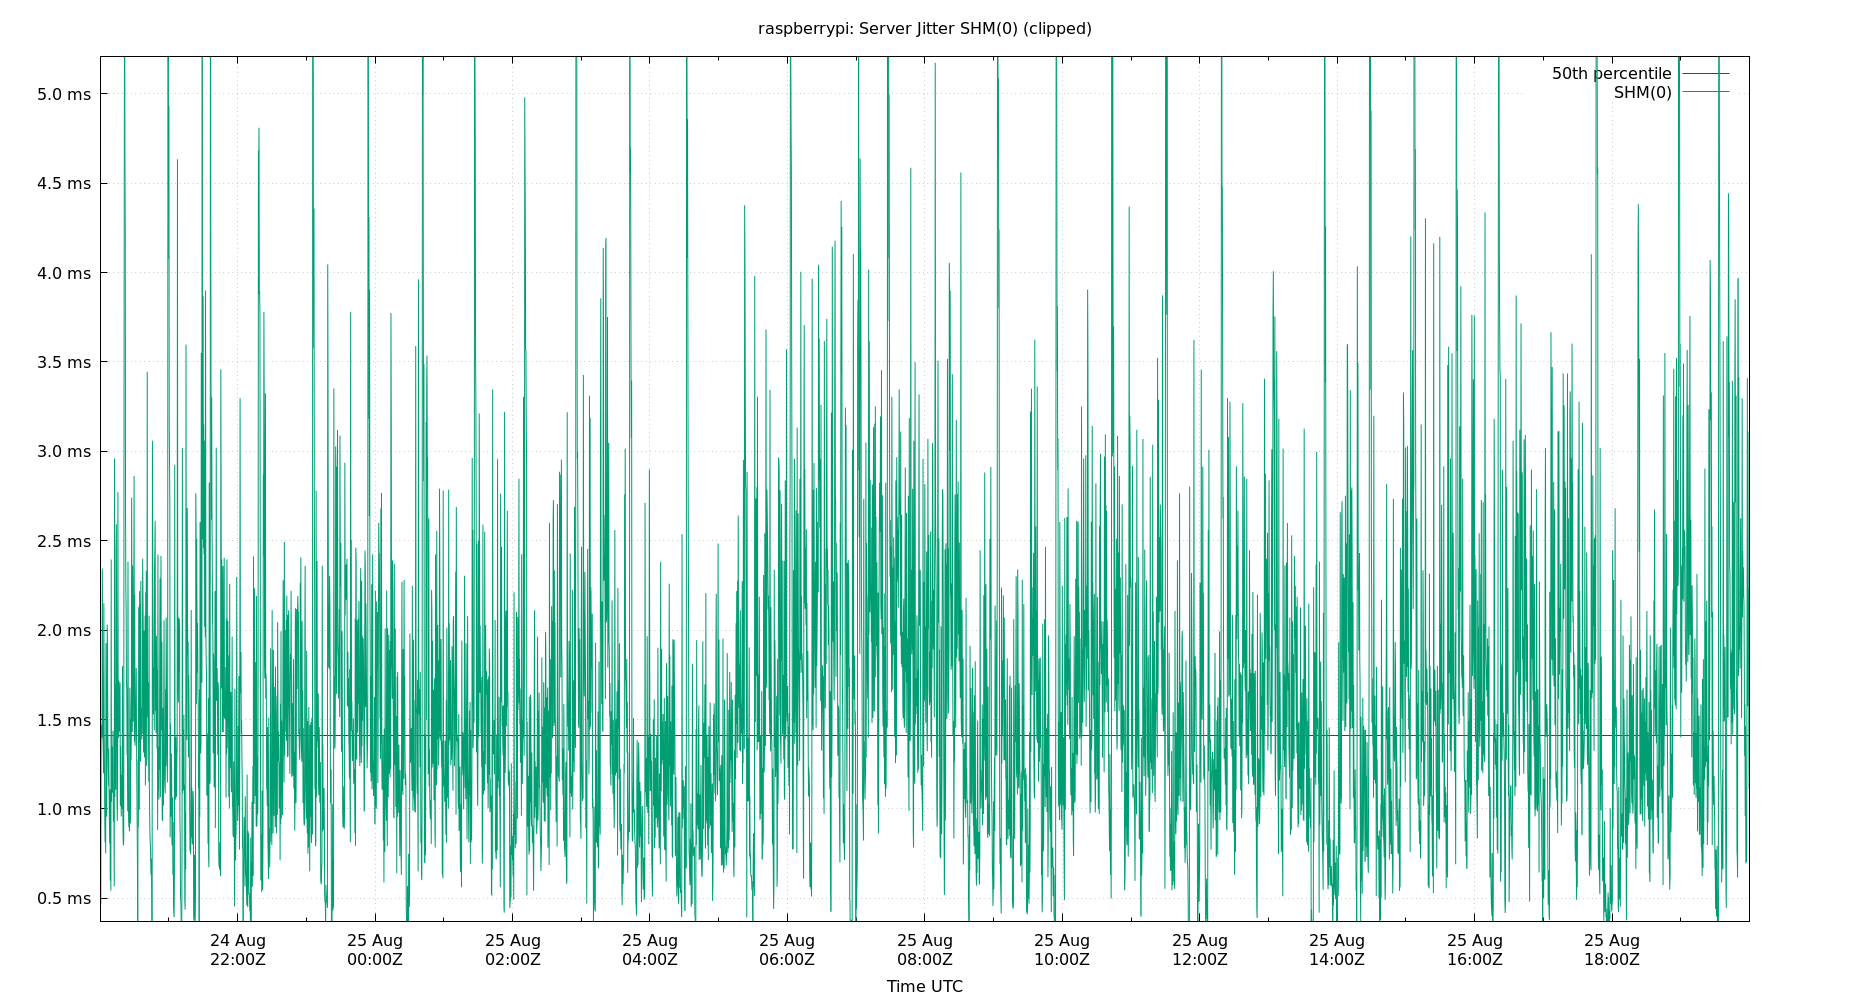 raspberrypi: Server Jitter SHM(0) (clipped)
50th percentile
SHM(0)
5.0 ms
4.5 ms
4.0 ms
3.5 ms
3.0 ms
2.5 ms
2.0 ms
1.5 ms
1.0 ms
0.5 ms
24 Aug 25 Aug 25 Aug 25 Aug 25 Aug 25 Aug 25 Aug 25 Aug 25 Aug 25 Aug 25 Aug
22:00Z 00:00Z 02:00Z 04:00Z 06:00Z 08:00Z 10:00Z 12:00Z 14:00Z 16:00Z 18:00Z
Time UTC